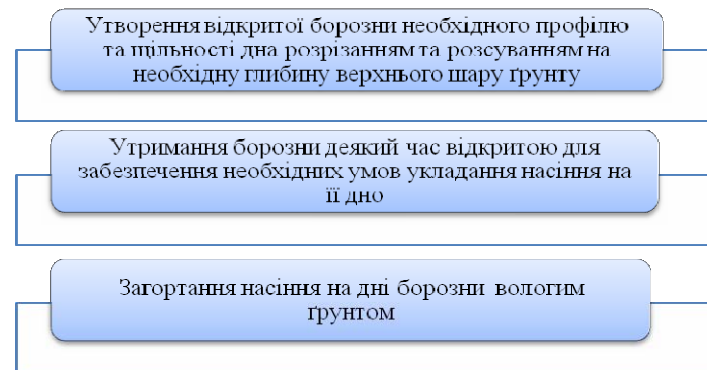 Утворення відкритої борозни необхідного профілю
та щільності дна розрізанням та розсуванням на
необхідну глибину верхнього шару ґрунту
Утримання борозни деякий час відкритою для
забезпечення необхідних умов укладання насіння на
її дно
Загортання насіння на дні борозни вологим
ґрунтом